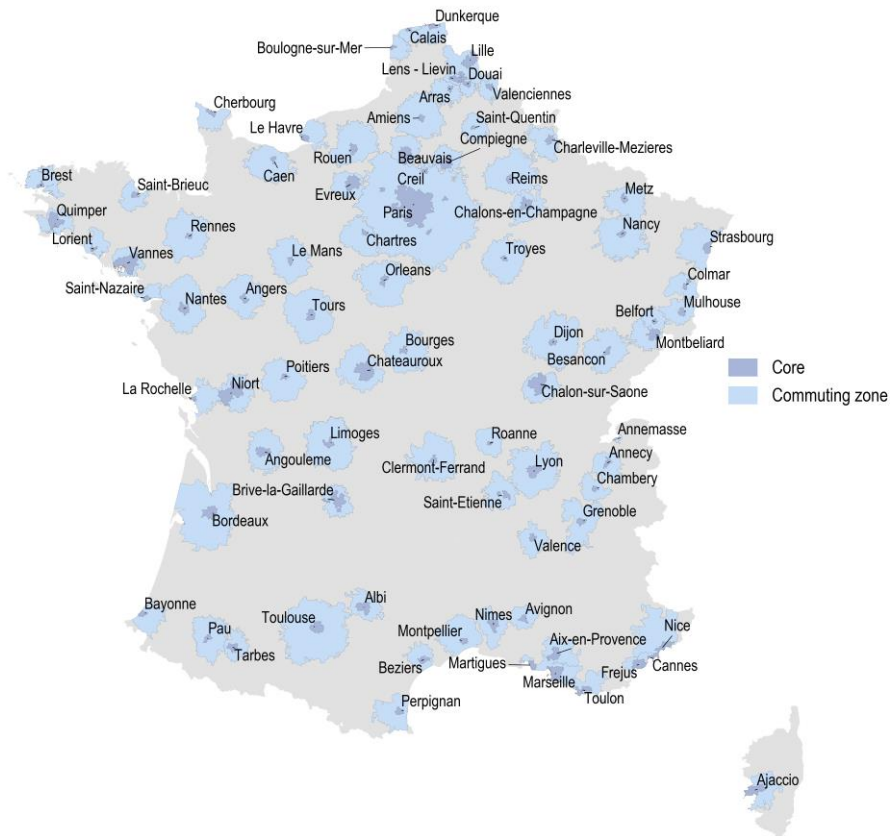 Dunkerque
Calais
Boulogne-sur-Mer
Lille
Lens - Lievin
Douai
Valenciennes
Arras
Cherbourg
Amiens
Saint-Quentin
Le Havre
Compiegne
Rouen
Beauvais
Charleville-Mezieres
Caen
Creil
Reims
Brest
Saint-Brieuc
Evreux
Metz
Quimper
Paris
Chalons-en-Champagne
Rennes
Nancy
Strasbourg
Lorient
Chartres
Vannes
Le Mans
Troyes
Orleans
Colmar
Saint-Nazaire
Angers
Nantes
Tours
Belfort
Mulhouse
Dijon
Bourges
Montbeliard
Besancon
Chateauroux
Poitiers
Core
La Rochelle
Niort
Chalon-sur-Saone
Commuting zone
Annemasse
Limoges
Roanne
Angouleme
Clermont-Ferrand
Lyon
Annecy
Chambery
Brive-la-Gaillarde
Saint-Etienne
Grenoble
Bordeaux
Valence
Albi
Bayonne
Toulouse
Avignon
Nimes
Nice
Pau
Montpellier
Aix-en-Provence
Tarbes
Beziers
Martigues
Frejus
Cannes
Marseille
Toulon
Perpignan
Ajaccio